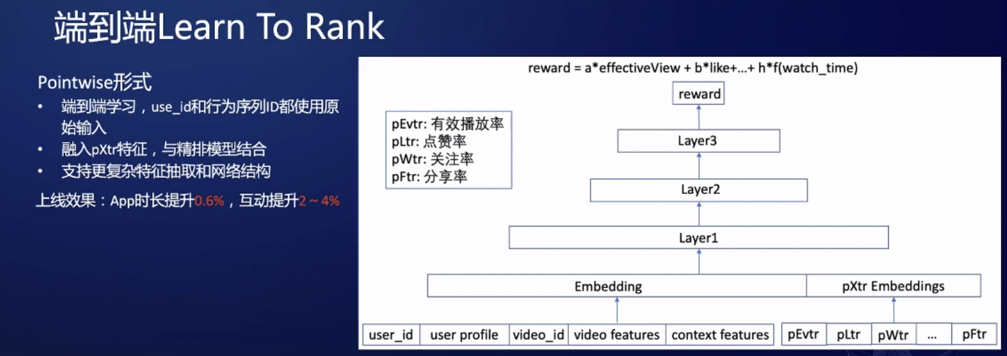 端到端Learn To Rank
Pointwise形式
• 端到端学习，use_id和行为序列ID都使用原
始输入
• 融入pXtr特征，与精排模型结合
• 支持更复杂特征抽取和网络结构
上线效果：App时长提升0.6%，互动提升2～4%
reward = a*effectiveView + b*like+...+ h*f(watch_time)
reward
pEvtr: 有效播放率
pLtr: 点赞率
pWtr: 关注率
pFtr: 分享率
Layer3
Layer2
Layer1
Embedding
pXtr Embeddings
user_id
user profile
video_id
video features
context features
pEvtr
pLtr
pWtr
...
pFtr